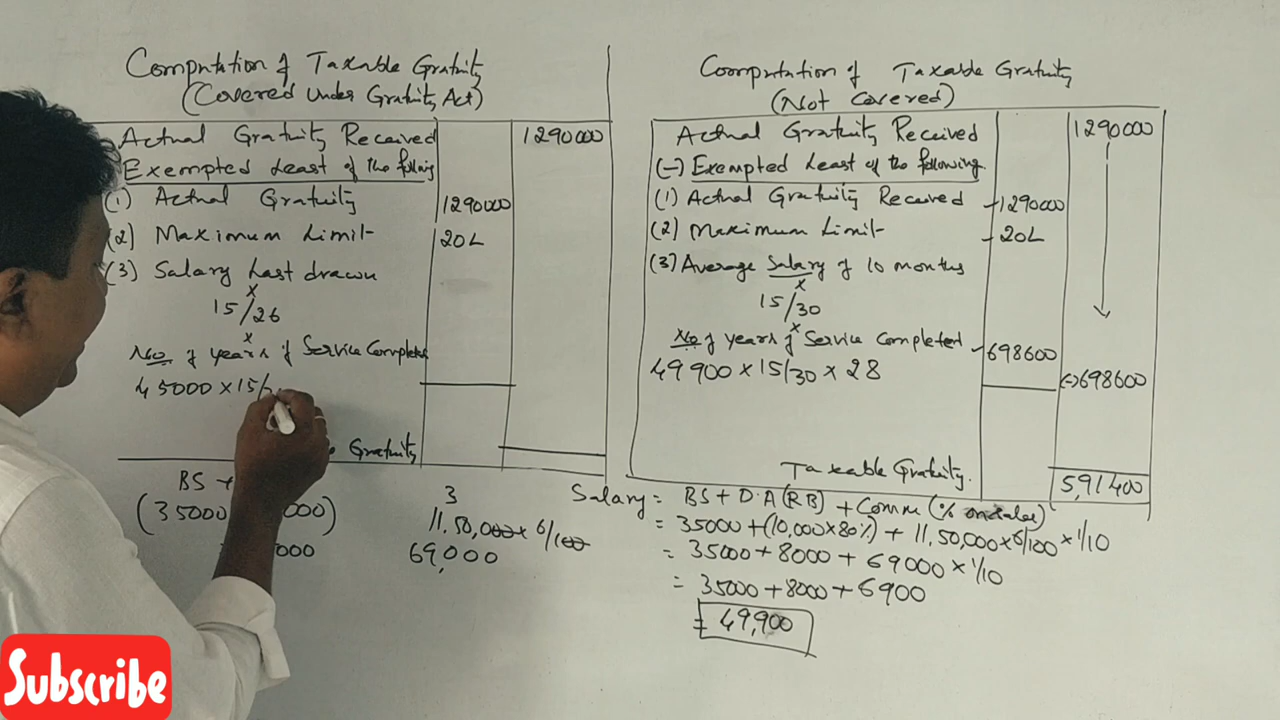 Computation of Taxable Gratuity
(Covered Under Gratuity Act)
Actual Gratuity Received 1290000
Exempted Least of the following
(1) Actual Gratuity 1290000
(2) Maximum Limit 20L
(3) Salary Last drawn
x
15/26
x
No of years of Service Completed
45000 x 15/
Gratuity
BS +
(35000 000)
000
3
11,50,000 x 6/100
69,000
Computation of Taxable Gratuity
(Not Covered)
Actual Gratuity Received 1290000
(-) Exempted Least of the following
(1) Actual Gratuity Received - 1290000
(2) Maximum Limit - 20L
(3) Average Salary of 10 months
x
15/30
x
No of years of Service Completed - 698600
49900 x 15/30 x 28 (-) 698600
Taxable Gratuity. 5,91400
Salary = BS + D.A (RB) + Comm (% on sales)
= 35000 + (10,000 x 80%) + 11,50,000 x 6/100 x 1/10
= 35000 + 8000 + 69000 x 1/10
= 35000 + 8000 + 6900
= 49,900
Subscribe